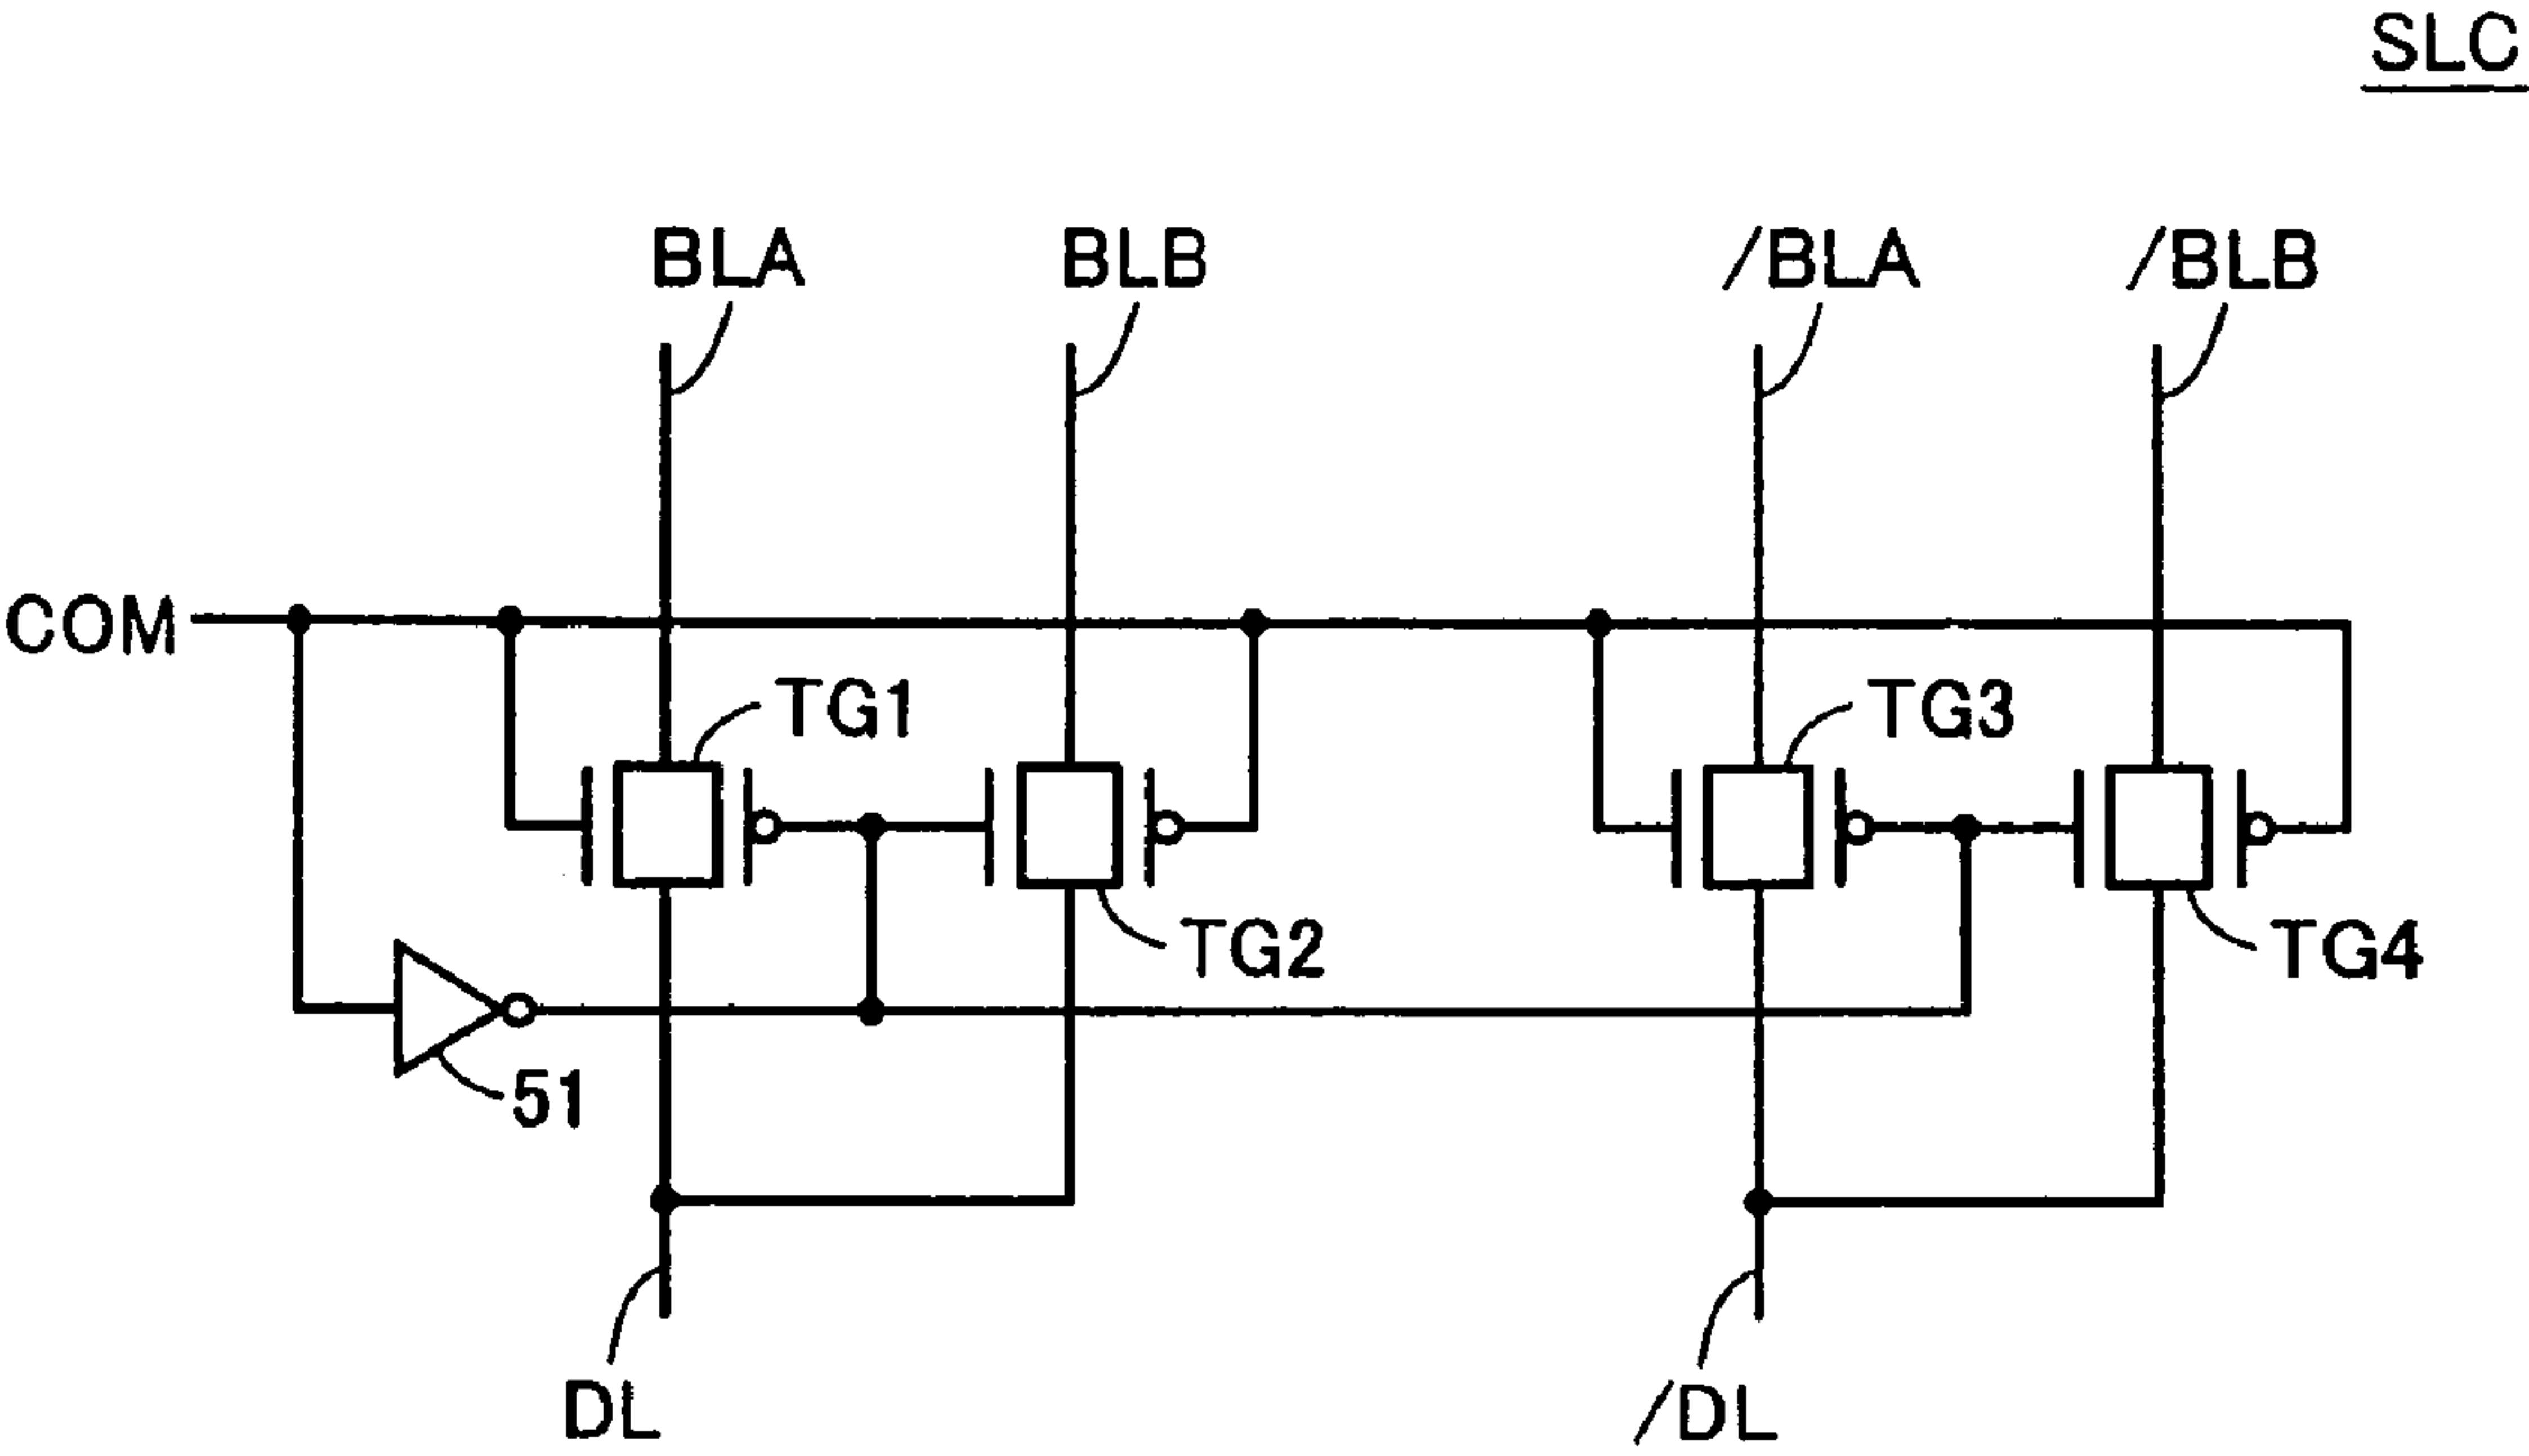 SLC
BLA
BLB
/BLA
/BLB
COM
TG1
TG3
TG2
TG4
51
DL
/DL